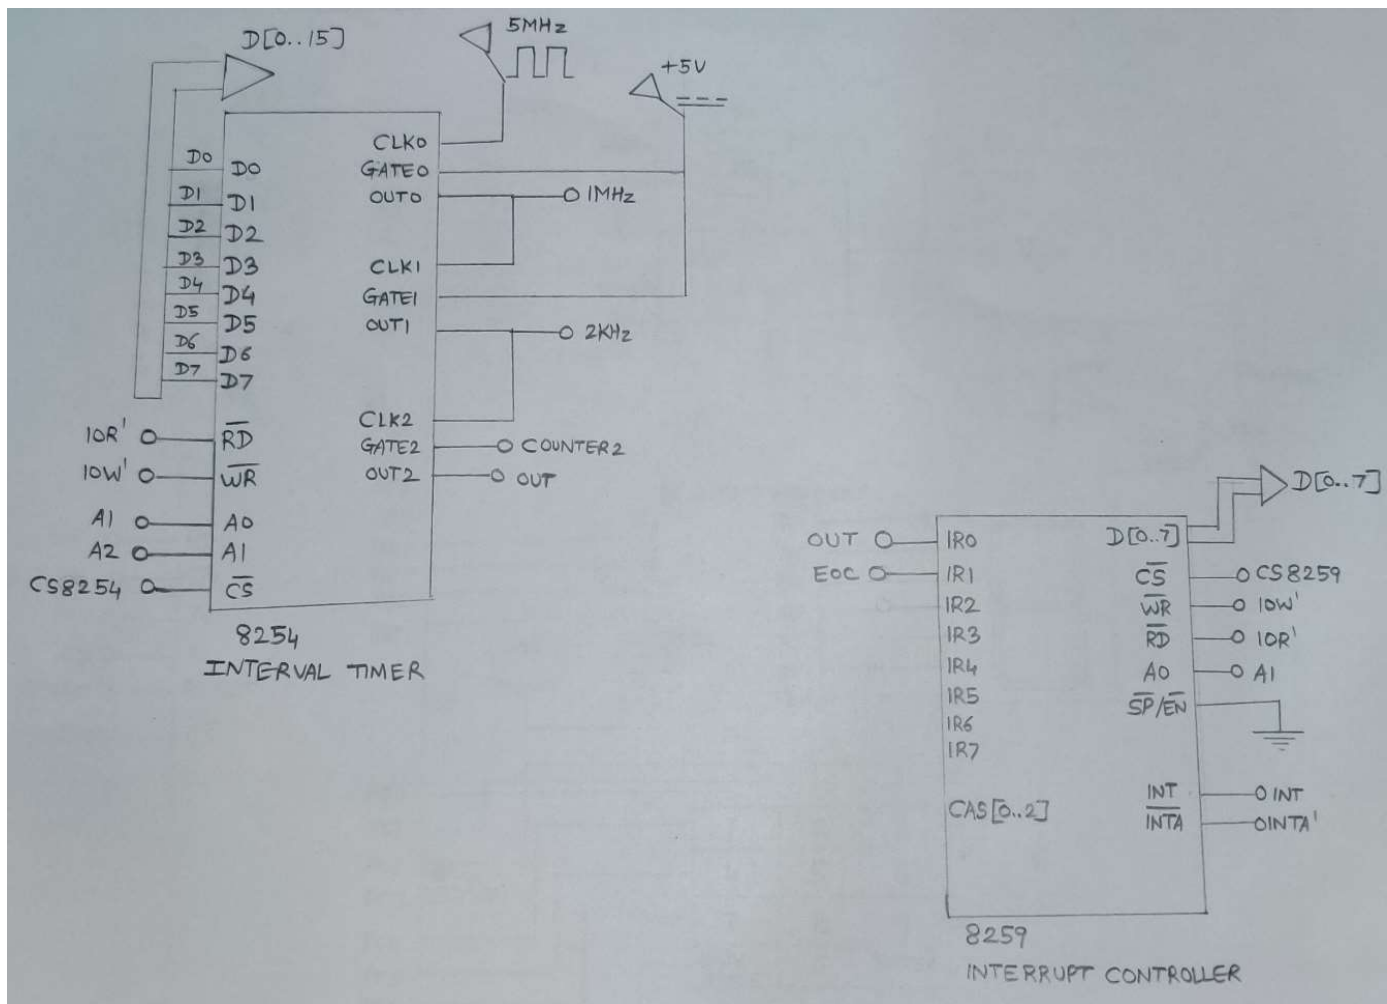 D[0..15]
5MHz
+5V
CLK0
GATE0
OUT0
1MHz
CLK1
GATE1
OUT1
2KHz
CLK2
GATE2
COUNTER2
OUT2
OUT
D0 D0
D1 D1
D2 D2
D3 D3
D4 D4
D5 D5
D6 D6
D7 D7
IOR' RD
IOW' WR
A1 A0
A2 A1
CS8254 CS
8254
INTERVAL TIMER
D[0..7]
OUT IR0
EOC IR1
IR2
IR3
IR4
IR5
IR6
IR7
CAS[0..2]
D[0..7]
CS CS8259
WR IOW'
RD IOR'
A0 A1
SP/EN
INT INT
INTA INTA'
8259
INTERRUPT CONTROLLER